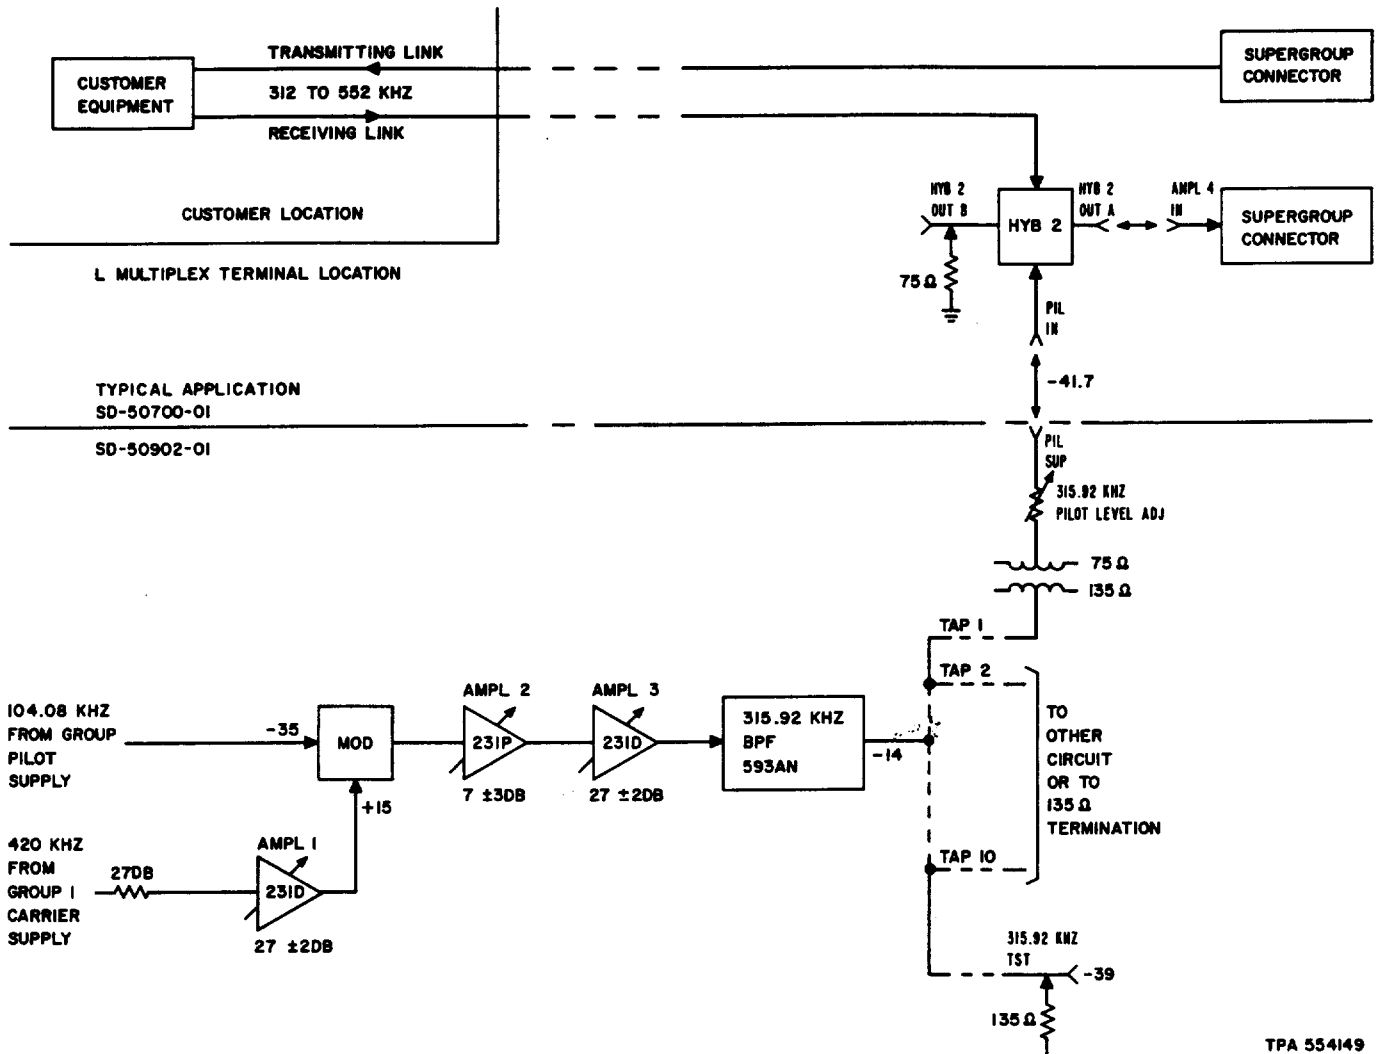 TRANSMITTING LINK
CUSTOMER
EQUIPMENT
312 TO 552 KHZ
RECEIVING LINK
SUPERGROUP
CONNECTOR
CUSTOMER LOCATION
L MULTIPLEX TERMINAL LOCATION
HYB 2
OUT B
HYB 2
HYB 2
OUT A
AMPL 4
IN
SUPERGROUP
CONNECTOR
75Ω
PIL
IN
-41.7
TYPICAL APPLICATION
SD-50700-01
SD-50902-01
PIL
SUP
315.92 KHZ
PILOT LEVEL ADJ
75Ω
135Ω
TAP 1
TAP 2
TAP 10
TO
OTHER
CIRCUIT
OR TO
135Ω
TERMINATION
104.08 KHZ
FROM GROUP
PILOT
SUPPLY
-35
MOD
+15
AMPL 2
231P
7 ±3DB
AMPL 3
231D
27 ±2DB
315.92 KHZ
BPF
593AN
-14
420 KHZ
FROM
GROUP 1
CARRIER
SUPPLY
27DB
AMPL 1
231D
27 ±2DB
315.92 KHZ
TST
-39
135Ω
TPA 554149